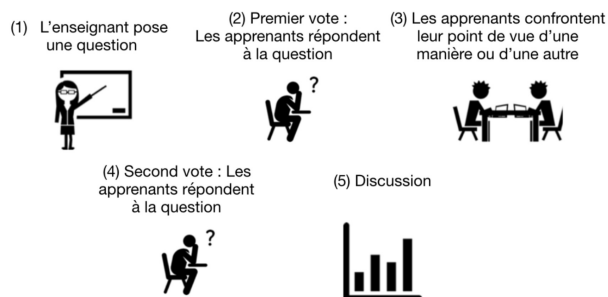 (1) L'enseignant pose
une question
(2) Premier vote :
Les apprenants répondent
à la question
(3) Les apprenants confrontent
leur point de vue d'une
manière ou d'une autre
?
(4) Second vote : Les
apprenants répondent
à la question
?
(5) Discussion